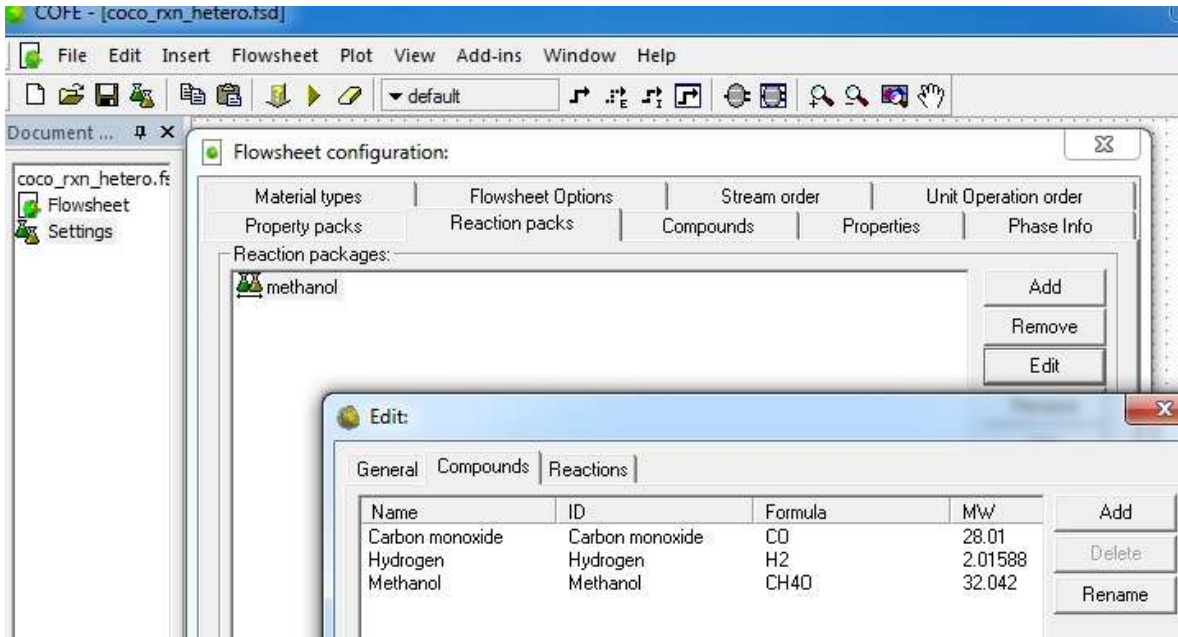 COFE - [coco_rxn_hetero.fsd]
File Edit Insert Flowsheet Plot View Add-ins Window Help
default
Document ...
coco_rxn_hetero.fs
Flowsheet
Settings
Flowsheet configuration:
Material types Flowsheet Options Stream order Unit Operation order
Property packs Reaction packs Compounds Properties Phase Info
Reaction packages:
methanol
Add
Remove
Edit
Edit:
General Compounds Reactions
Name ID Formula MW
Carbon monoxide Carbon monoxide CO 28.01
Hydrogen Hydrogen H2 2.01588
Methanol Methanol CH4O 32.042
Add
Delete
Rename